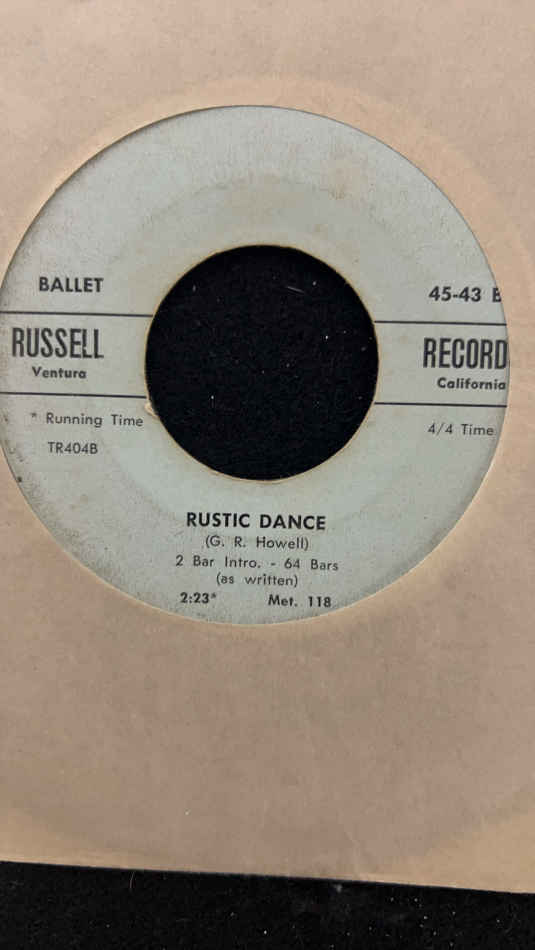 BALLET
45-43 B
RUSSELL
RECORD
Ventura
California
* Running Time
4/4 Time
TR404B
RUSTIC DANCE
(G. R. Howell)
2 Bar Intro. - 64 Bars
(as written)
2:23* Met. 118